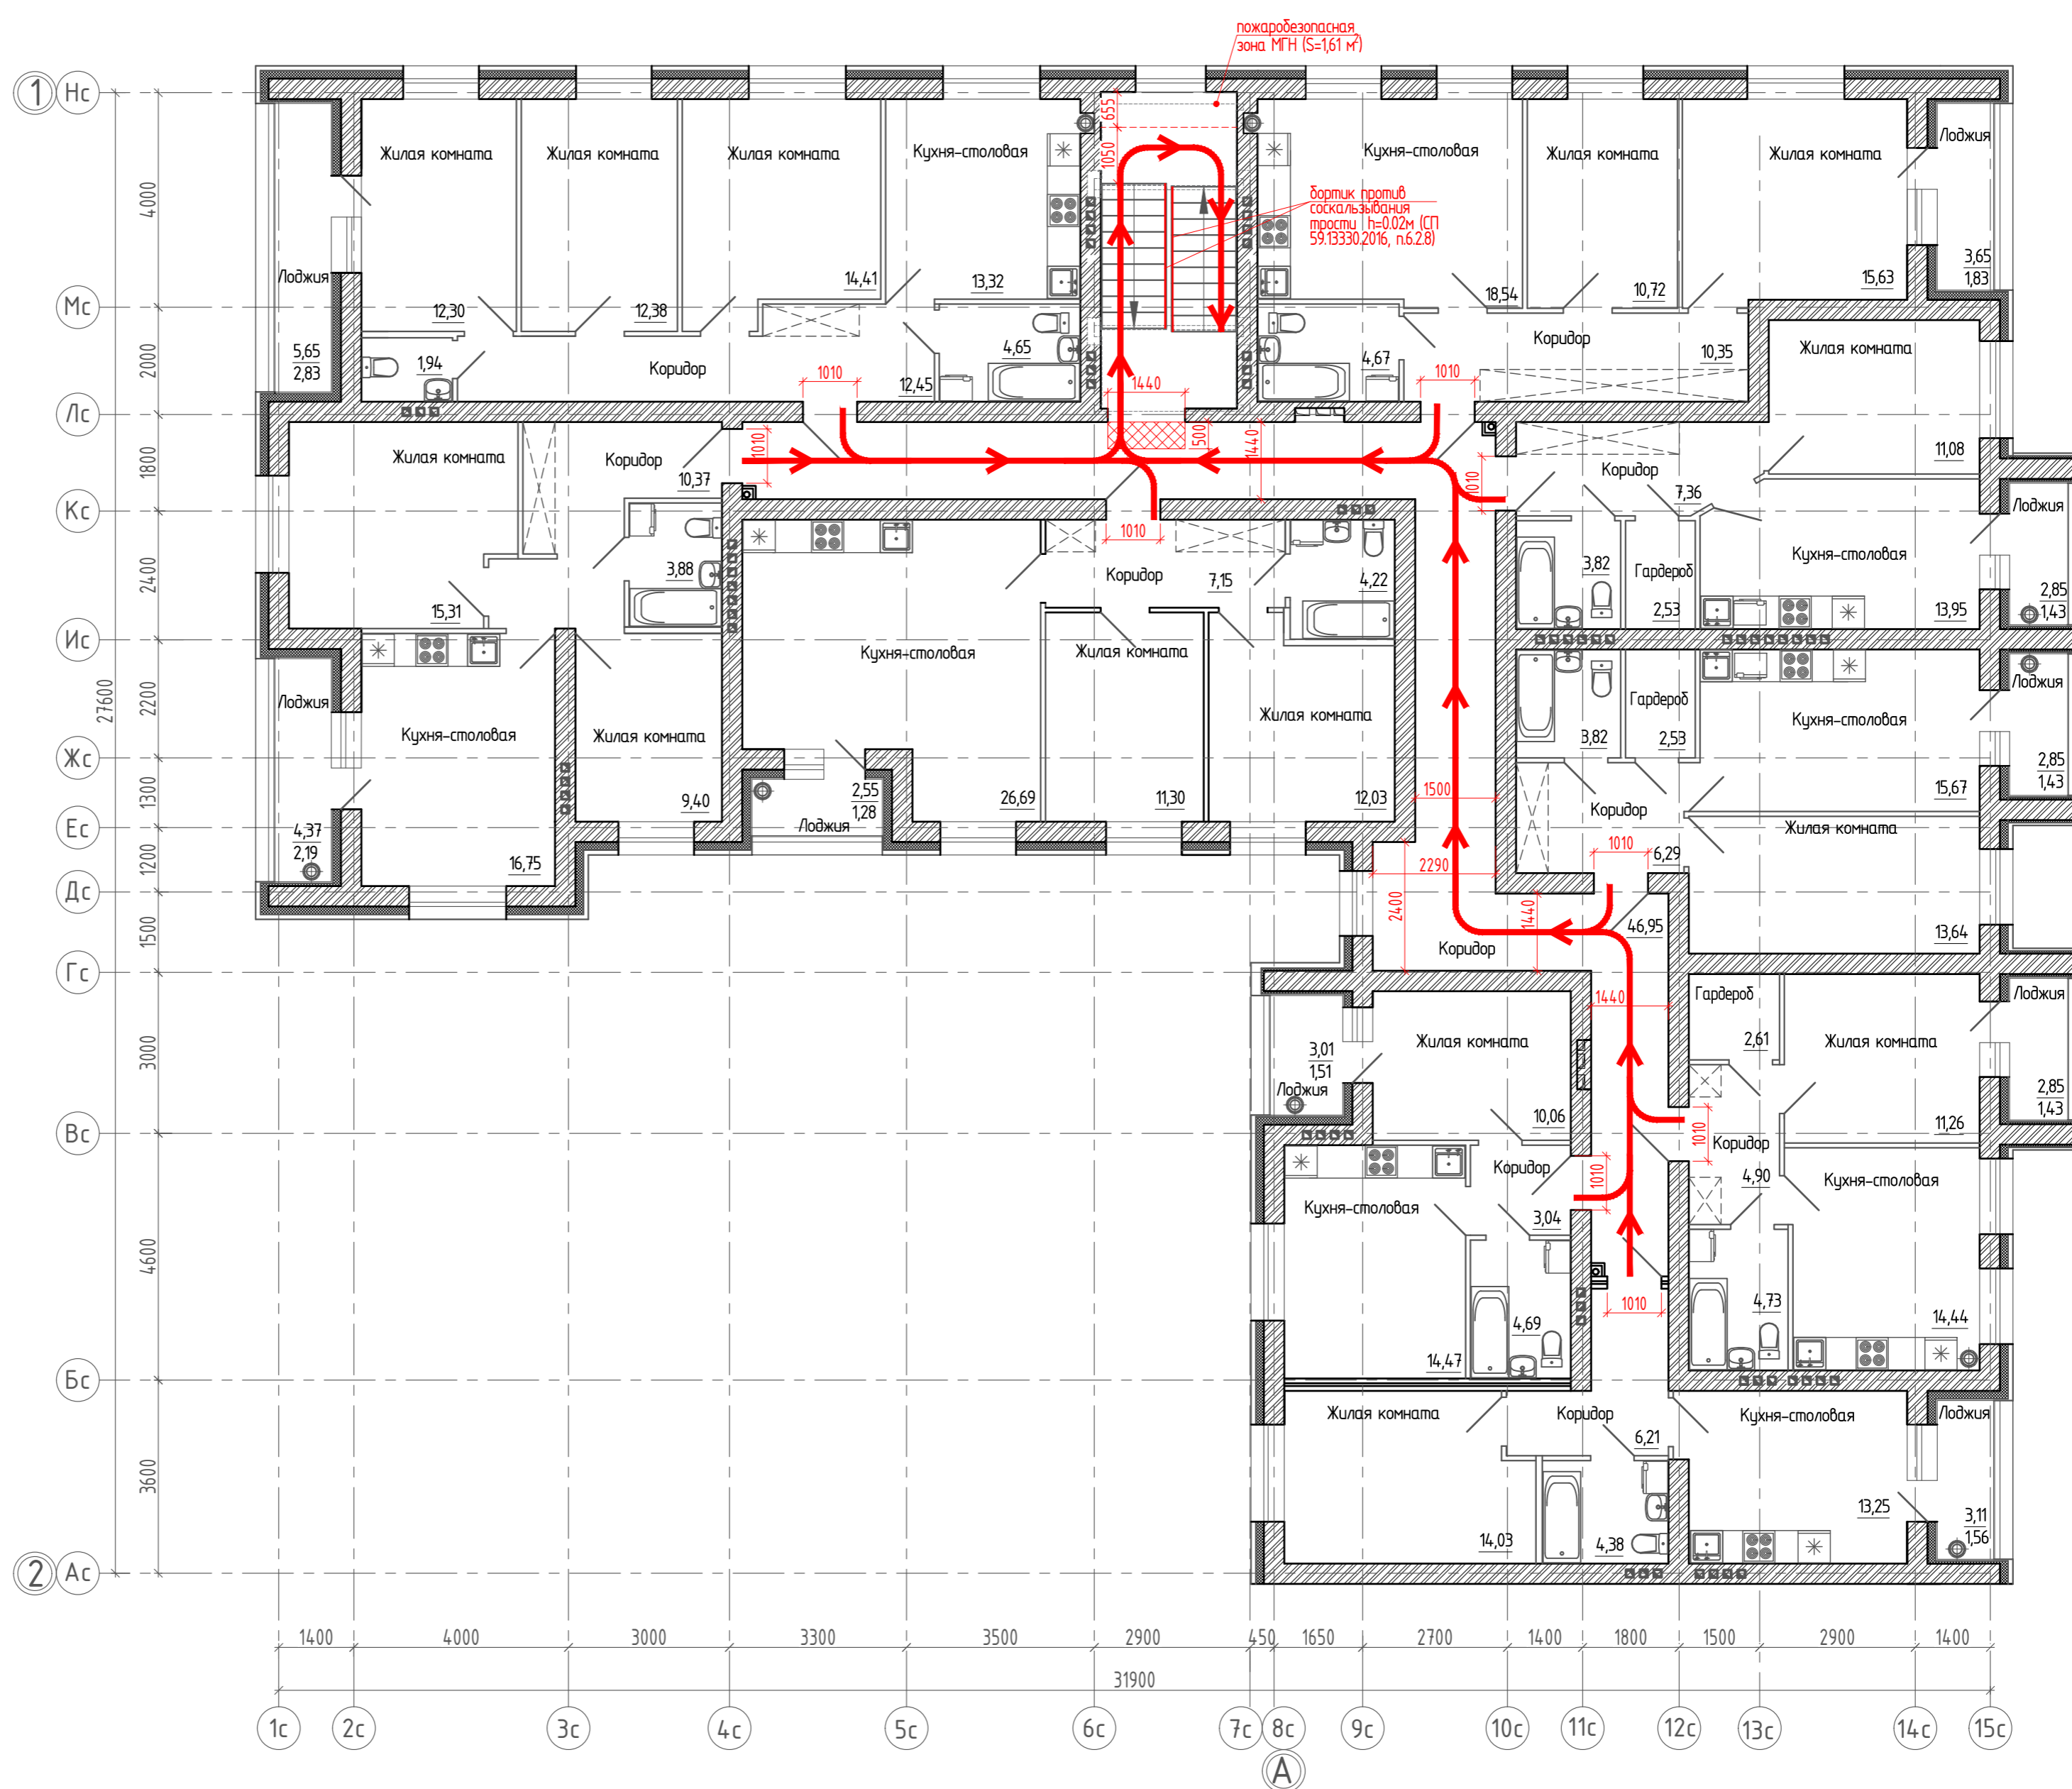 пожаробезопасная
зона МГН (S=1,61 м²)
1
Нс
655
1050
Жилая комната
Жилая комната
Жилая комната
Кухня-столовая
Кухня-столовая
Жилая комната
Жилая комната
Лоджия
4000
бортик против
соскальзывания
трости h=0.02м (СП
59.13330.2016, п.6.2.8)
Лоджия
12,30
12,38
14,41
13,32
18,54
10,72
15,63
3,65
1,83
Мс
2000
5,65
2,83
1,94
Коридор
12,45
4,65
4,67
Коридор
10,35
Жилая комната
1010
1440
1010
Лс
1800
Жилая комната
Коридор
10,37
1010
500
1440
1010
Коридор
7,36
11,08
Кс
2400
15,31
3,88
1010
Коридор
7,15
4,22
3,82
Гардероб
2,53
Кухня-столовая
13,95
Лоджия
2,85
1,43
Ис
27600
2200
Лоджия
Кухня-столовая
Жилая комната
Кухня-столовая
Жилая комната
Жилая комната
3,82
Гардероб
2,53
Кухня-столовая
Лоджия
Жс
1300
9,40
2,55
1,28
Лоджия
26,69
11,30
12,03
1500
Коридор
15,67
2,85
1,43
Ес
1200
4,37
2,19
16,75
2290
1010
6,29
Жилая комната
Дс
1500
2400
Коридор
1440
46,95
13,64
Гс
3000
1440
Гардероб
2,61
Лоджия
3,01
1,51
Лоджия
Жилая комната
10,06
Жилая комната
11,26
2,85
1,43
Вс
4600
1010
Коридор
4,90
Коридор
3,04
1010
Кухня-столовая
Кухня-столовая
4,69
14,47
1010
4,73
14,44
Бс
3600
Жилая комната
Коридор
6,21
Кухня-столовая
Лоджия
14,03
4,38
13,25
3,11
1,56
2
Ас
1400
4000
3000
3300
3500
2900
450
1650
2700
1400
1800
1500
2900
1400
31900
1с
2с
3с
4с
5с
6с
7с
8с
9с
10с
11с
12с
13с
14с
15с
А